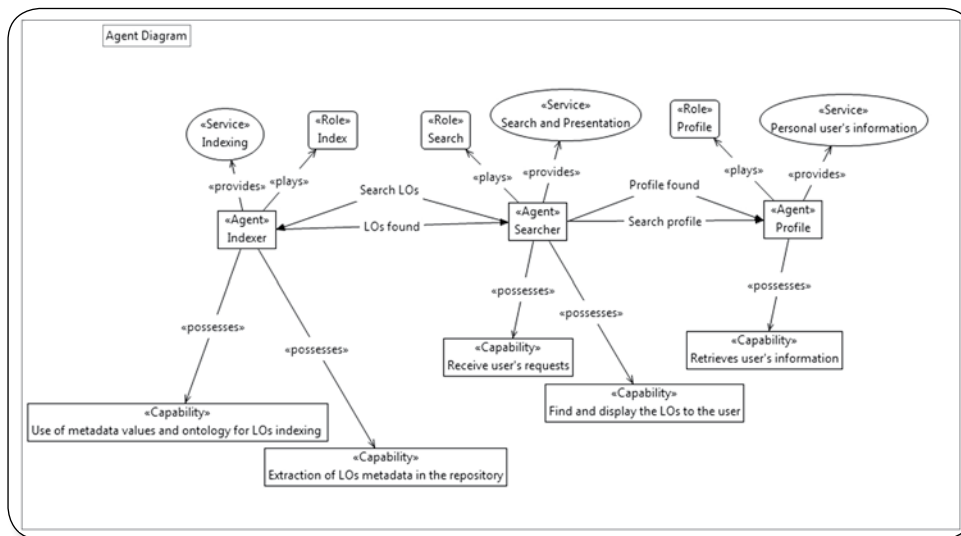 Agent Diagram
«Service»
Indexing
«Role»
Index
«Role»
Search
«Service»
Search and Presentation
«Role»
Profile
«Service»
Personal user's information
«provides»
«plays»
«plays»
«provides»
«plays»
«provides»
Search LOs
Profile found
«Agent»
Indexer
LOs found
«Agent»
Searcher
Search profile
«Agent»
Profile
«possesses»
«possesses»
«possesses»
«possesses»
«possesses»
«Capability»
Receive user's requests
«Capability»
Retrieves user's information
«Capability»
Use of metadata values and ontology for LOs indexing
«Capability»
Find and display the LOs to the user
«Capability»
Extraction of LOs metadata in the repository